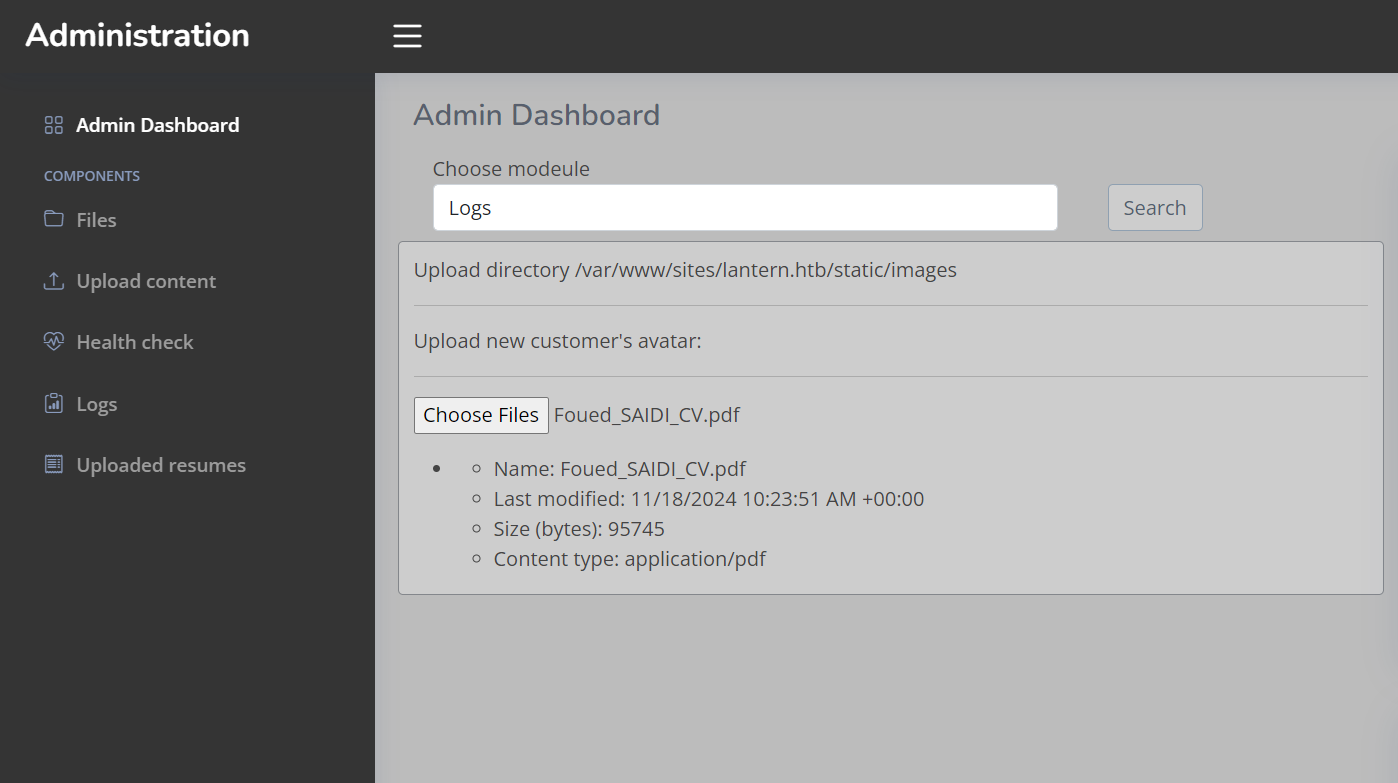 Administration
Admin Dashboard
COMPONENTS
Files
Upload content
Health check
Logs
Uploaded resumes
Admin Dashboard
Choose modeule
Logs
Search
Upload directory /var/www/sites/lantern.htb/static/images
Upload new customer's avatar:
Choose Files Foued_SAIDI_CV.pdf
Name: Foued_SAIDI_CV.pdf
Last modified: 11/18/2024 10:23:51 AM +00:00
Size (bytes): 95745
Content type: application/pdf